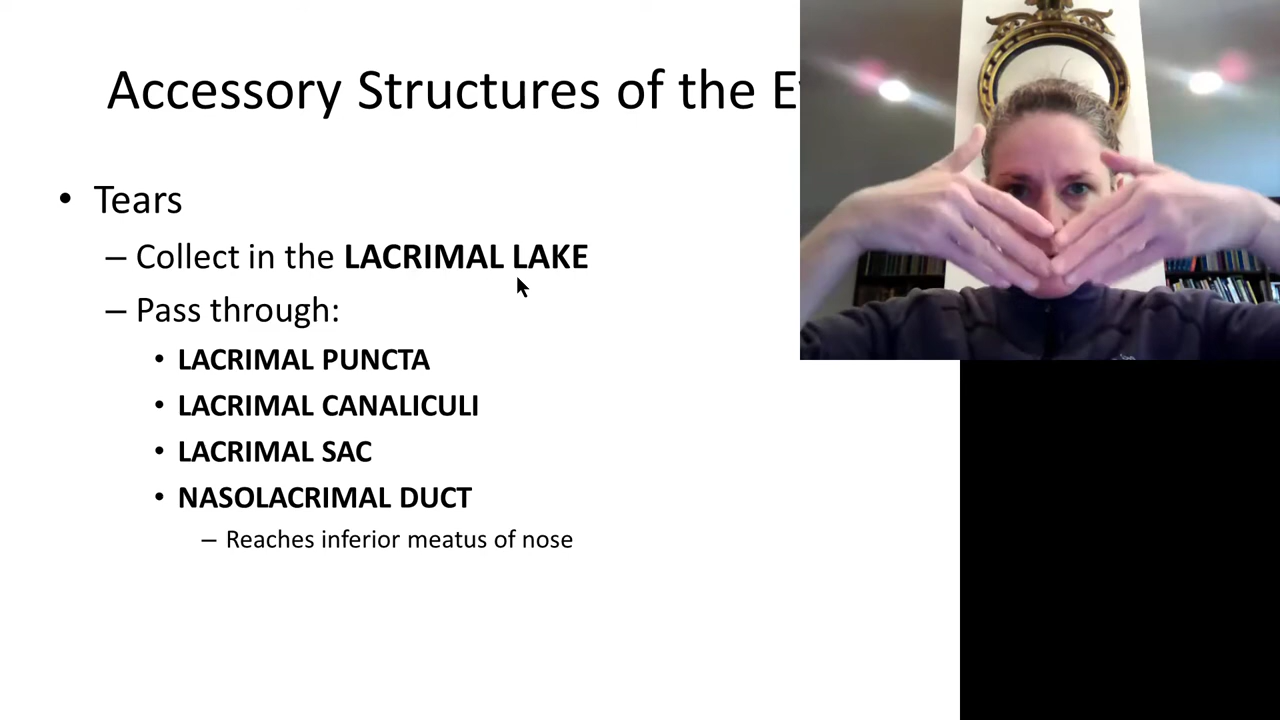 Accessory Structures of the
• Tears
– Collect in the LACRIMAL LAKE
– Pass through:
• LACRIMAL PUNCTA
• LACRIMAL CANALICULI
• LACRIMAL SAC
• NASOLACRIMAL DUCT
– Reaches inferior meatus of nose